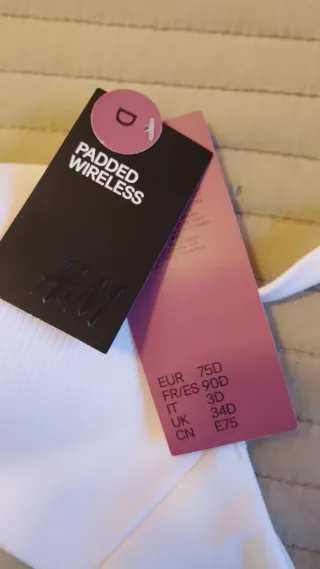 D
PADDED
WIRELESS
H&M
EUR 75D
FR/ES 90D
IT 3D
UK 34D
CN E75